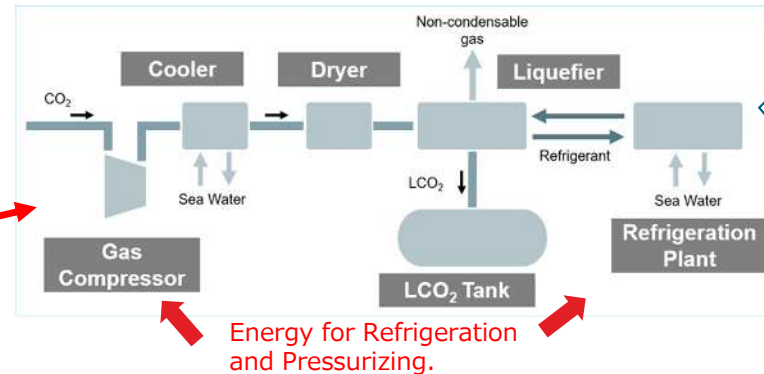 Non-condensable
gas
Cooler
Dryer
Liquefier
CO₂
Refrigerant
Sea Water
LCO₂
Sea Water
Gas
Compressor
LCO₂ Tank
Refrigeration
Plant
Energy for Refrigeration
and Pressurizing.